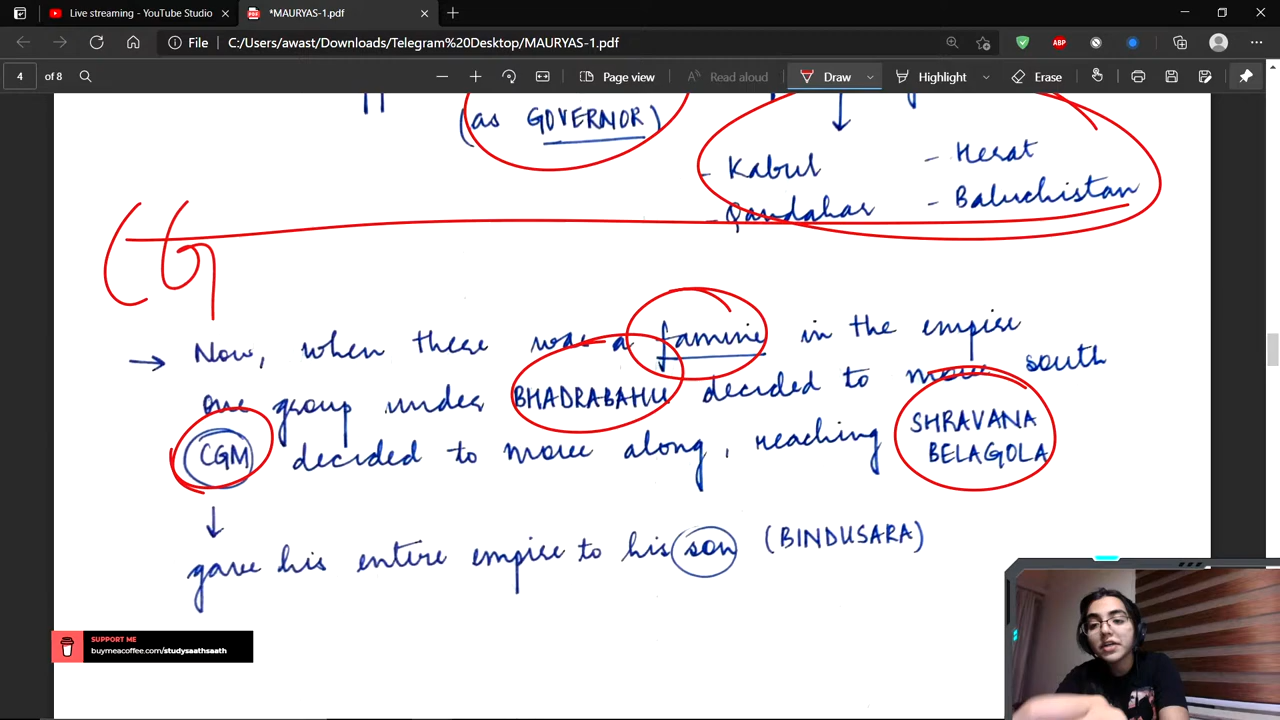 Live streaming - YouTube Studio
*MAURYAS-1.pdf
File
C:/Users/awast/Downloads/Telegram%20Desktop/MAURYAS-1.pdf
ABP
4 of 8
Page view
Read aloud
Draw
Highlight
Erase
(as GOVERNOR)
- Kabul
- Herat
- Qandahar
- Baluchistan
CG
→ Now, when there was a famine in the empire
one group under BHADRABAHU decided to move south
CGM decided to move along, reaching SHRAVANA
BELAGOLA
gave his entire empire to his son (BINDUSARA)
SUPPORT ME
buymeacoffee.com/studysaathsaath